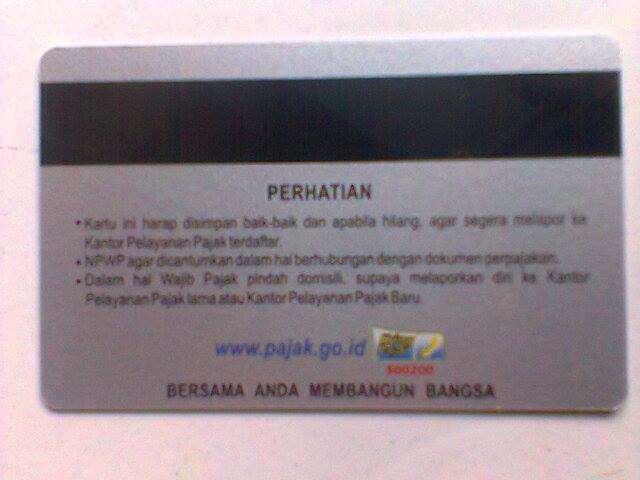 PERHATIAN
• Kartu ini harap disimpan baik-baik dan apabila hilang, agar segera melapor ke
Kantor Pelayanan Pajak terdaftar.
• NPWP agar dicantumkan dalam hal berhubungan dengan dokumen perpajakan.
• Dalam hal Wajib Pajak pindah domisili, supaya melaporkan diri ke Kantor
Pelayanan Pajak lama atau Kantor Pelayanan Pajak Baru.
www.pajak.go.id
500200
BERSAMA ANDA MEMBANGUN BANGSA